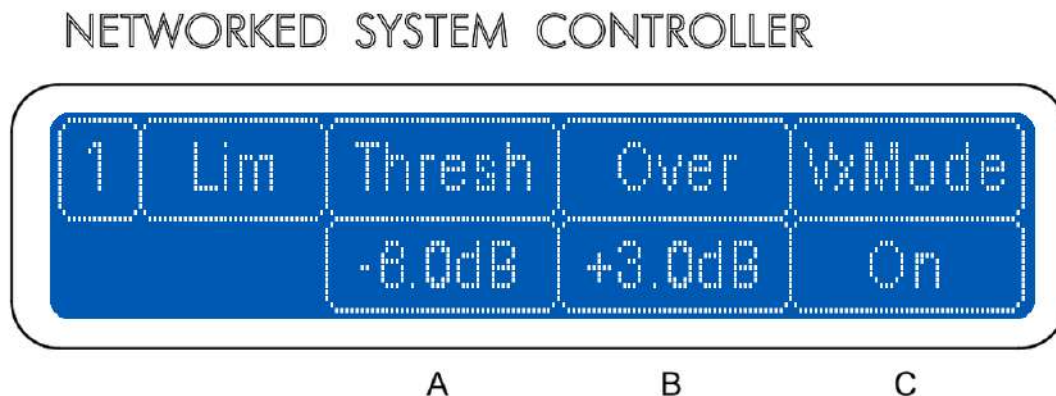 NETWORKED SYSTEM CONTROLLER
1 Lim Thresh Over VxMode
-6.0dB +3.0dB On
A B C